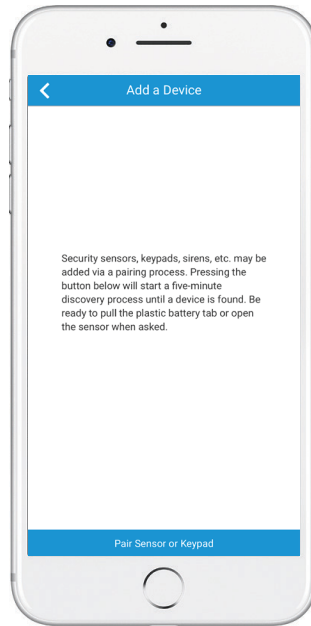 Add a Device
Security sensors, keypads, sirens, etc. may be
added via a pairing process. Pressing the
button below will start a five-minute
discovery process until a device is found. Be
ready to pull the plastic battery tab or open
the sensor when asked.
Pair Sensor or Keypad